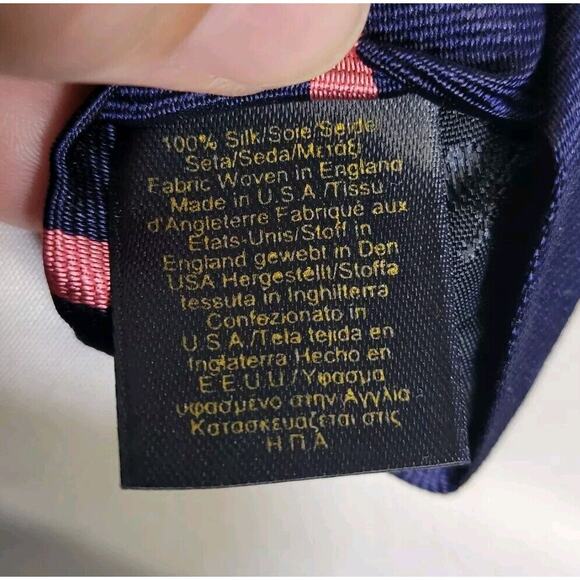 100% Silk/Soie/Seide
Seta/Seda/Μετάξι
Fabric Woven in England
Made in U.S.A/Tissu
d'Angleterre Fabriqué aux
Etats-Unis/Stoff in
England gewebt in Den
USA Hergestellt/Stoffa
tessuta in Inghilterra
Confezionato in
U.S.A./Tela tejida en
Inglaterra Hecho en
E.E.U.U./Υφασμα
υφασμένο στην Αγγλία
Κατασκευάζεται στις
Η.Π.Α